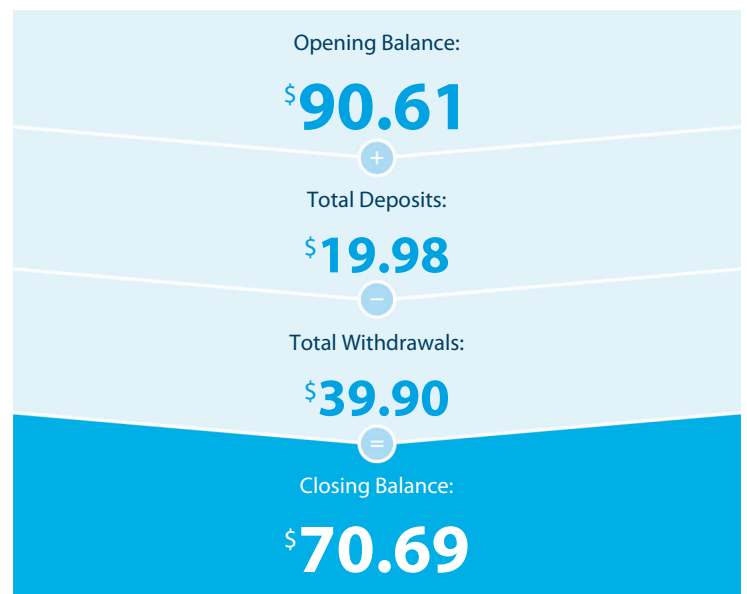 Opening Balance:
$90.61
+
Total Deposits:
$19.98
−
Total Withdrawals:
$39.90
=
Closing Balance:
$70.69